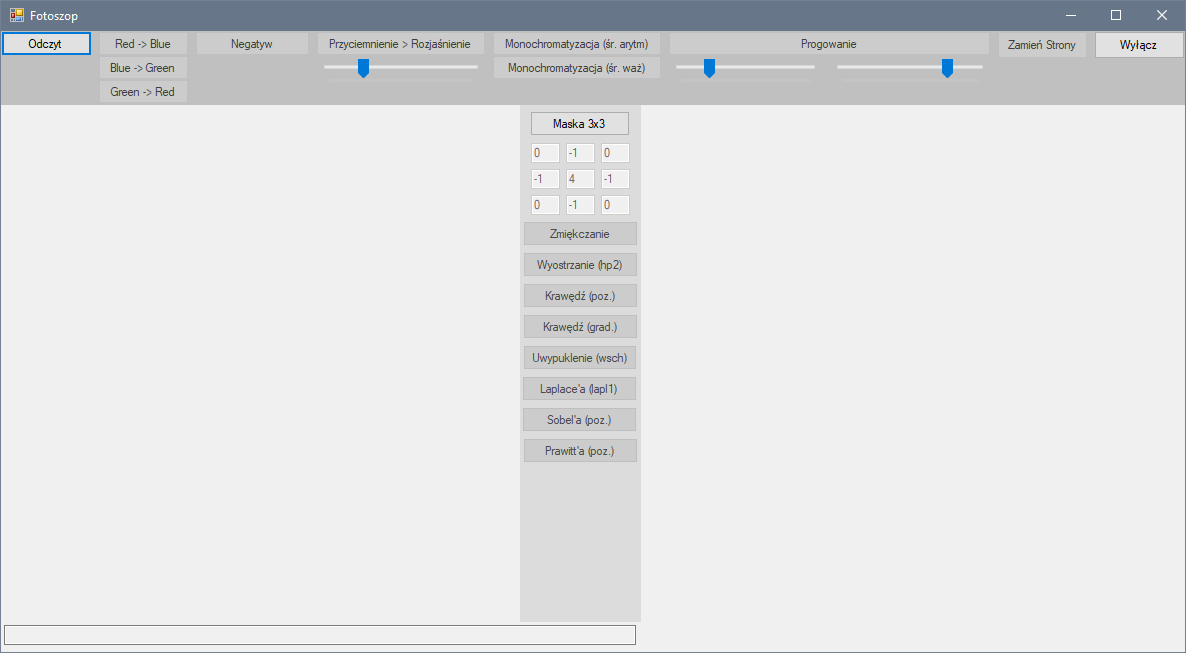 Fotoszop
Odczyt
Red -> Blue
Negatyw
Przyciemnienie > Rozjaśnienie
Monochromatyzacja (śr. arytm)
Progowanie
Zamień Strony
Wyłącz
Blue -> Green
Monochromatyzacja (śr. waż)
Green -> Red
Maska 3x3
0 -1 0
-1 4 -1
0 -1 0
Zmiękczanie
Wyostrzanie (hp2)
Krawędź (poz.)
Krawędź (grad.)
Uwypuklenie (wsch)
Laplace'a (lapl1)
Sobel'a (poz.)
Prawitt'a (poz.)